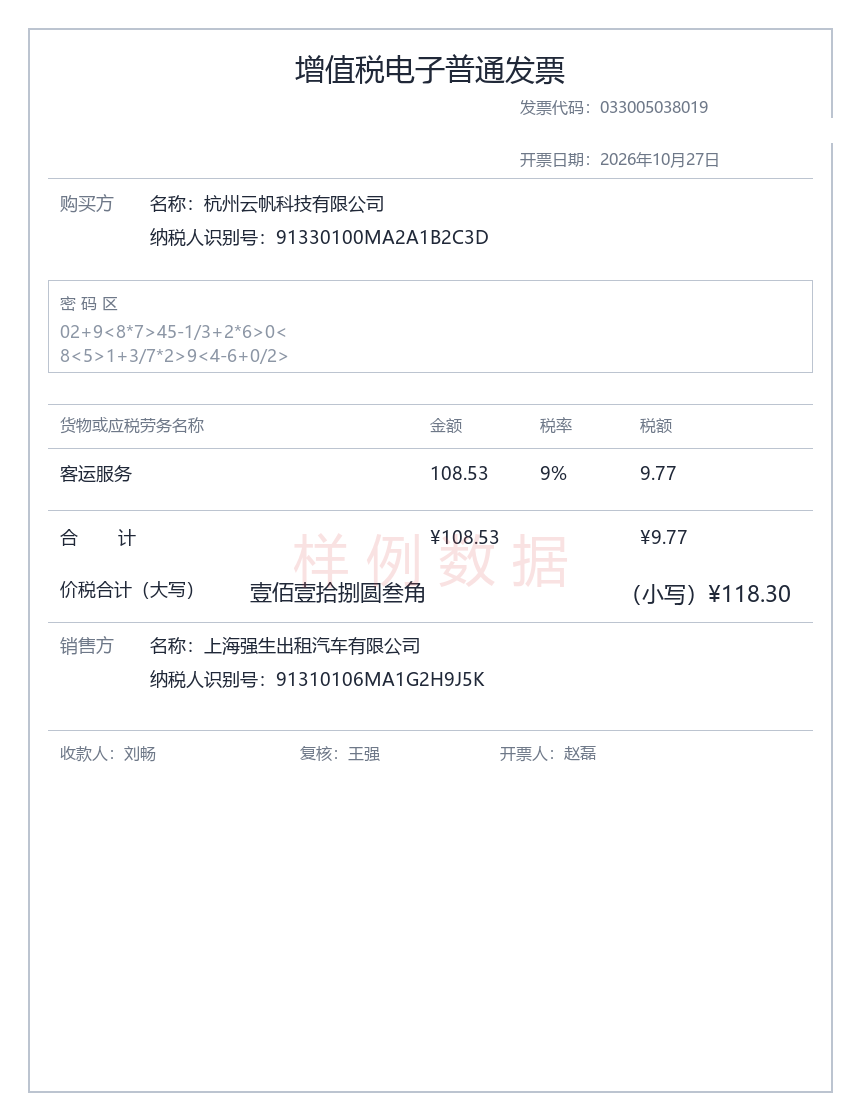 增值税电子普通发票
发票代码：033005038019
开票日期：2026年10月27日
购买方 名称：杭州云帆科技有限公司
纳税人识别号：91330100MA2A1B2C3D
密 码 区
02+9<8*7>45-1/3+2*6>0<
8<5>1+3/7*2>9<4-6+0/2>
货物或应税劳务名称 金额 税率 税额
客运服务 108.53 9% 9.77
合 计 ¥108.53 ¥9.77
样例数据
价税合计（大写） 壹佰壹拾捌圆叁角 （小写）¥118.30
销售方 名称：上海强生出租汽车有限公司
纳税人识别号：91310106MA1G2H9J5K
收款人：刘畅 复核：王强 开票人：赵磊